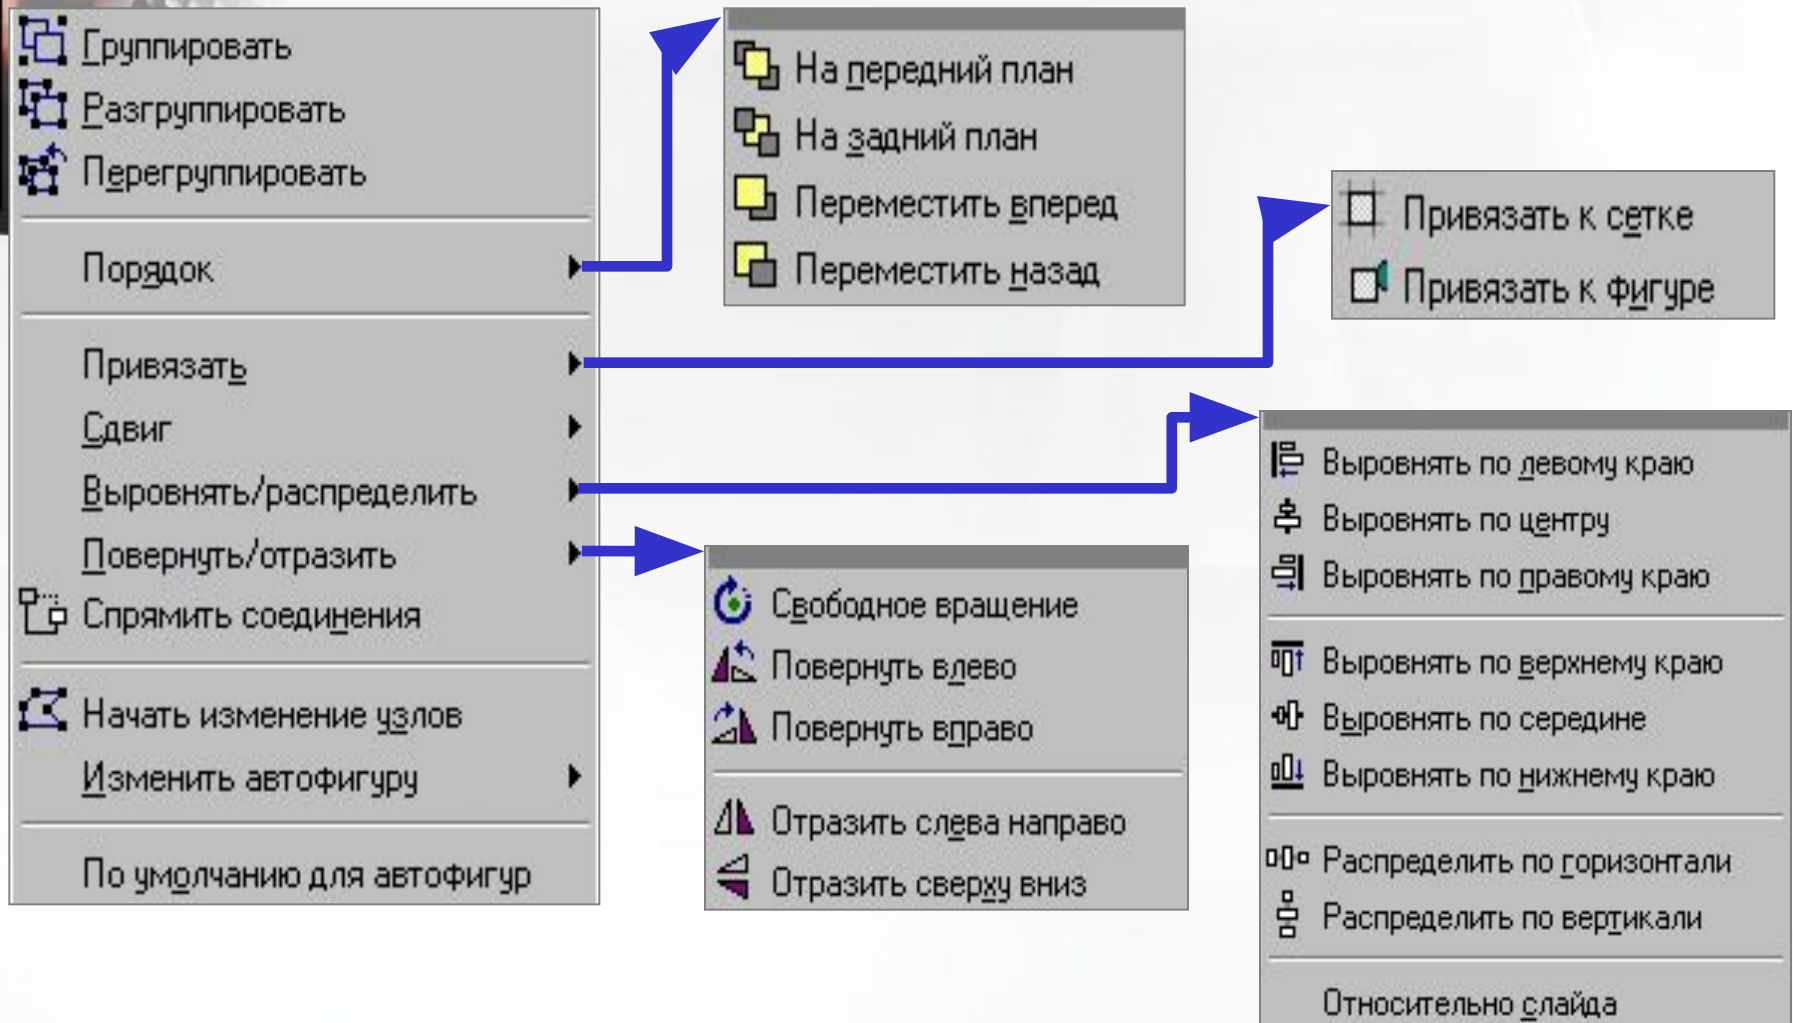 Группировать
Разгруппировать
Перегруппировать
Порядок
Привязать
Сдвиг
Выровнять/распределить
Повернуть/отразить
Спрямить соединения
Начать изменение узлов
Изменить автофигуру
По умолчанию для автофигур
На передний план
На задний план
Переместить вперед
Переместить назад
Привязать к сетке
Привязать к фигуре
Свободное вращение
Повернуть влево
Повернуть вправо
Отразить слева направо
Отразить сверху вниз
Выровнять по левому краю
Выровнять по центру
Выровнять по правому краю
Выровнять по верхнему краю
Выровнять по середине
Выровнять по нижнему краю
Распределить по горизонтали
Распределить по вертикали
Относительно слайда